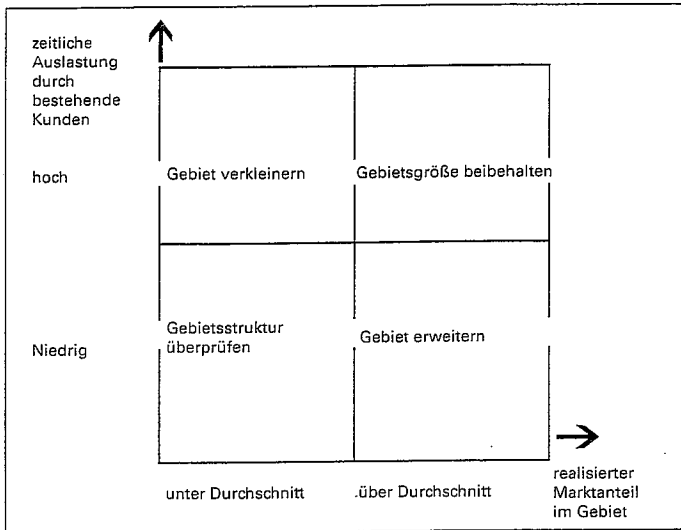 zeitliche
Auslastung
durch
bestehende
Kunden
hoch
Gebiet verkleinern
Gebietsgröße beibehalten
Niedrig
Gebietsstruktur
überprüfen
Gebiet erweitern
unter Durchschnitt
über Durchschnitt
realisierter
Marktanteil
im Gebiet